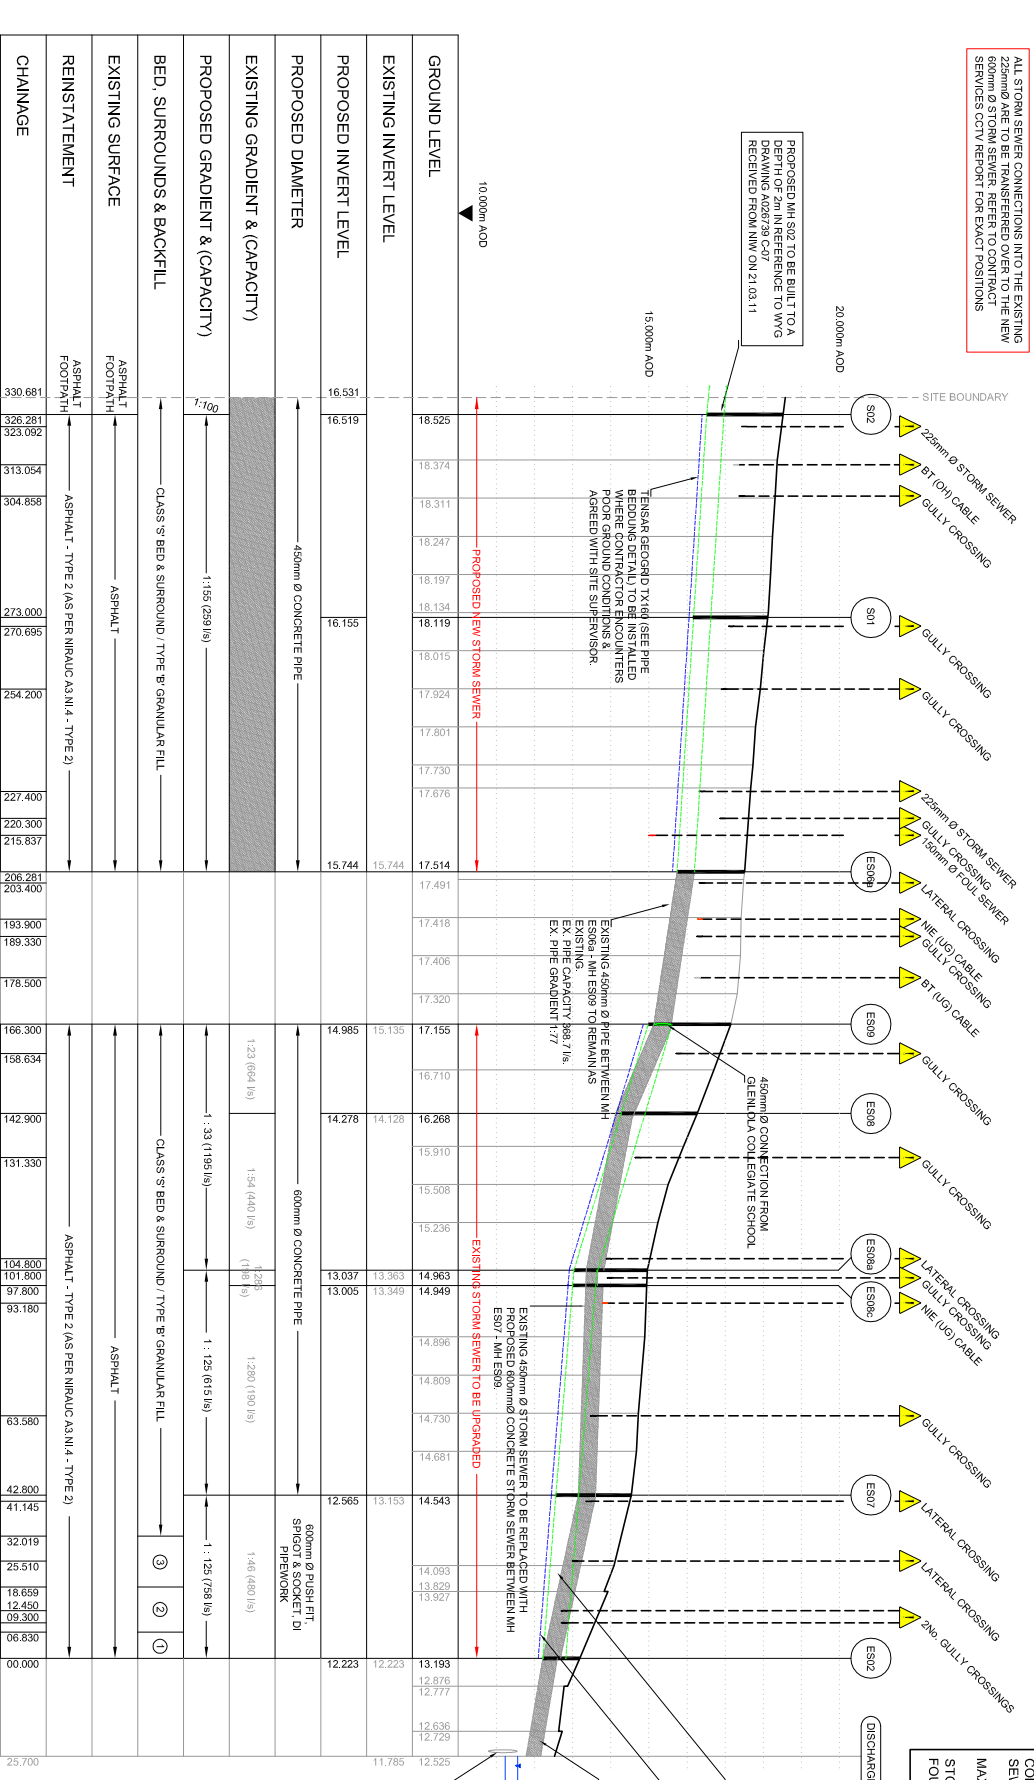 ALL STORM SEWER CONNECTIONS INTO THE EXISTING
225mmØ ARE TO BE TRANSFERRED OVER TO THE NEW
600mm Ø STORM SEWER. REFER TO CONTRACT
SERVICES CCTV REPORT FOR EXACT POSITIONS
PROPOSED MH S02 TO BE BUILT TO A
DEPTH OF 2m IN REFERENCE TO WYG
DRAWING A026739 C-07
RECEIVED FROM NIW ON 21.03.11
SITE BOUNDARY
225mm Ø STORM SEWER
BT (OH) CABLE
GULLY CROSSING
GULLY CROSSING
GULLY CROSSING
225mm Ø STORM SEWER
GULLY CROSSING
150mm Ø FOUL SEWER
LATERAL CROSSING
NIE (UG) CABLE
GULLY CROSSING
BT (UG) CABLE
GULLY CROSSING
GULLY CROSSING
LATERAL CROSSING
GULLY CROSSING
NIE (UG) CABLE
GULLY CROSSING
LATERAL CROSSING
LATERAL CROSSING
2No. GULLY CROSSINGS
S02
S01
ES06a
ES09
ES08
ES08a
ES08c
ES07
ES02
20.000m AOD
15.000m AOD
10.000m AOD
TENSAR GEOGRID TX160 (SEE PIPE
BEDDUNG DETAIL) TO BE INSTALLED
WHERE CONTRACTOR ENCOUNTERS
POOR GROUND CONDITIONS &
AGREED WITH SITE SUPERVISOR.
EXISTING 450mm Ø PIPE BETWEEN MH
ES06a - MH ES09 TO REMAIN AS
EXISTING.
EX. PIPE CAPACITY 368.7 l/s.
EX. PIPE GRADIENT 1:77
450mm Ø CONNECTION FROM
GLENLOLA COLLEGIATE SCHOOL
EXISTING 450mm Ø STORM SEWER TO BE REPLACED WITH
PROPOSED 600mmØ CONCRETE STORM SEWER BETWEEN MH
ES07 - MH ES09.
PROPOSED NEW STORM SEWER
EXISTING STORM SEWER TO BE UPGRADED
GROUND LEVEL
18.525
18.374
18.311
18.247
18.197
18.134
18.119
18.015
17.924
17.801
17.730
17.676
17.514
17.491
17.418
17.406
17.320
17.155
16.710
16.268
15.910
15.508
15.236
14.963
14.949
14.896
14.809
14.730
14.681
14.543
14.093
13.829
13.927
13.193
12.876
12.777
12.636
12.729
12.525
EXISTING INVERT LEVEL
15.744
15.135
14.128
13.363
13.349
13.153
12.223
11.785
PROPOSED INVERT LEVEL
16.531
16.519
16.155
15.744
14.985
14.278
13.037
13.005
12.565
12.223
PROPOSED DIAMETER
450mm Ø CONCRETE PIPE
600mm Ø CONCRETE PIPE
600mm Ø PUSH FIT,
SPIGOT & SOCKET, DI
PIPEWORK
EXISTING GRADIENT & (CAPACITY)
1:23 (664 l/s)
1:54 (440 l/s)
(198 l/s)
1:280 (190 l/s)
1:46 (480 l/s)
PROPOSED GRADIENT & (CAPACITY)
1:100
1:155 (259 l/s)
1 : 33 (1195 l/s)
1 : 125 (615 l/s)
1 : 125 (758 l/s)
BED, SURROUNDS & BACKFILL
CLASS 'S' BED & SURROUND / TYPE 'B' GRANULAR FILL
CLASS 'S' BED & SURROUND / TYPE 'B' GRANULAR FILL
3
2
1
EXISTING SURFACE
ASPHALT
FOOTPATH
ASPHALT
ASPHALT
REINSTATEMENT
ASPHALT
FOOTPATH
ASPHALT - TYPE 2 (AS PER NIRAUC A3.NI.4 - TYPE 2)
ASPHALT - TYPE 2 (AS PER NIRAUC A3.NI.4 - TYPE 2)
CHAINAGE
330.681
326.281
323.092
313.054
304.858
273.000
270.695
254.200
227.400
220.300
215.837
206.281
203.400
193.900
189.330
178.500
166.300
158.634
142.900
131.330
104.800
101.800
97.800
93.180
63.580
42.800
41.145
32.019
25.510
18.659
12.450
09.300
06.830
00.000
25.700